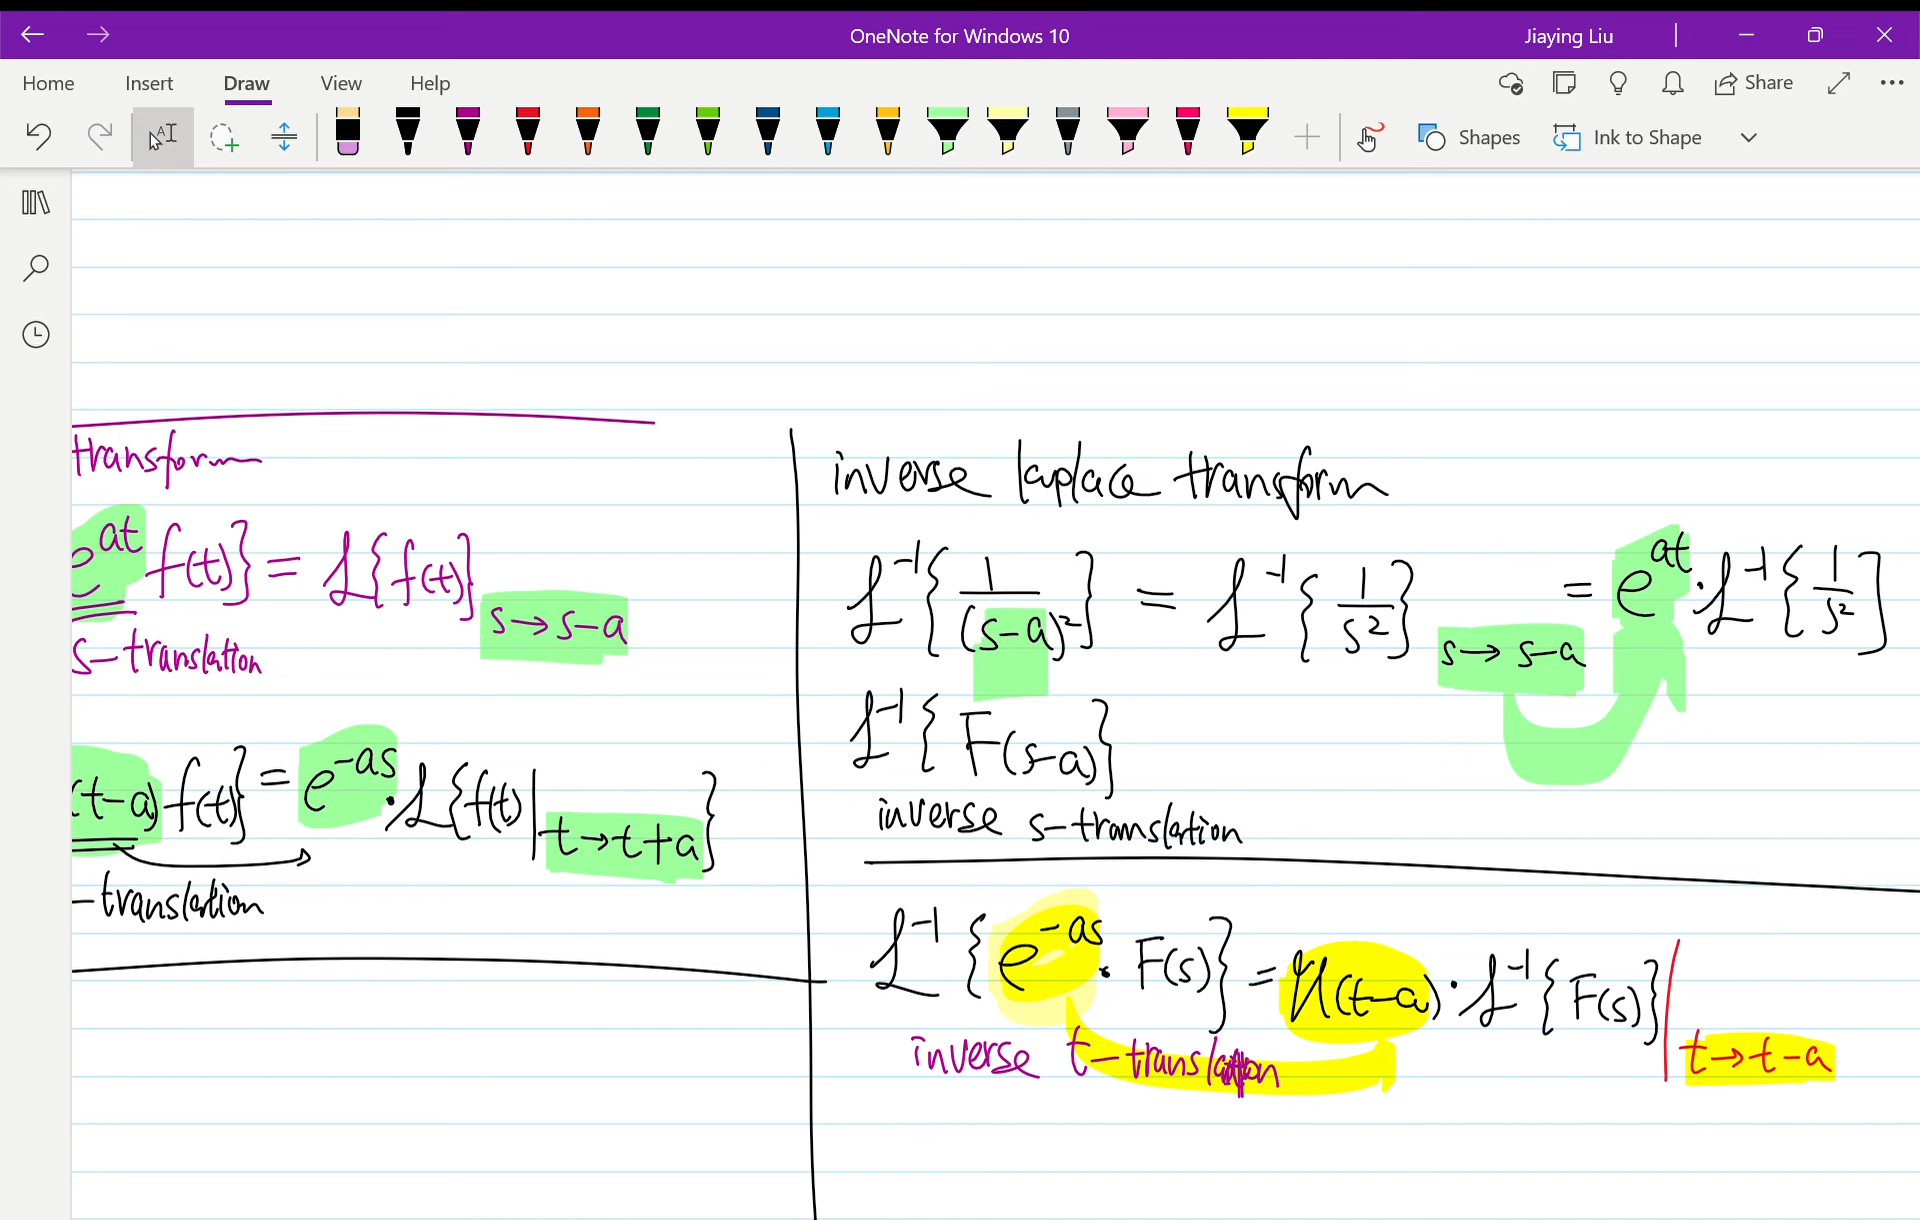 OneNote for Windows 10
Jiaying Liu
Home Insert Draw View Help
Share
Shapes
Ink to Shape
transform
e^{at} f(t)} = ℒ{f(t)} s→s-a
s-translation
(t-a) f(t)} = e^{-as} · ℒ{f(t)| t→t+a }
-translation
inverse laplace transform
ℒ^{-1}{ 1/(s-a)^2 } = ℒ^{-1}{ 1/s^2 } s→s-a = e^{at} · ℒ^{-1}{ 1/s^2 }
ℒ^{-1}{ F(s-a) }
inverse s-translation
ℒ^{-1}{ e^{-as} · F(s) } = 𝒰(t-a) · ℒ^{-1}{ F(s) } | t→t-a
inverse t-translation